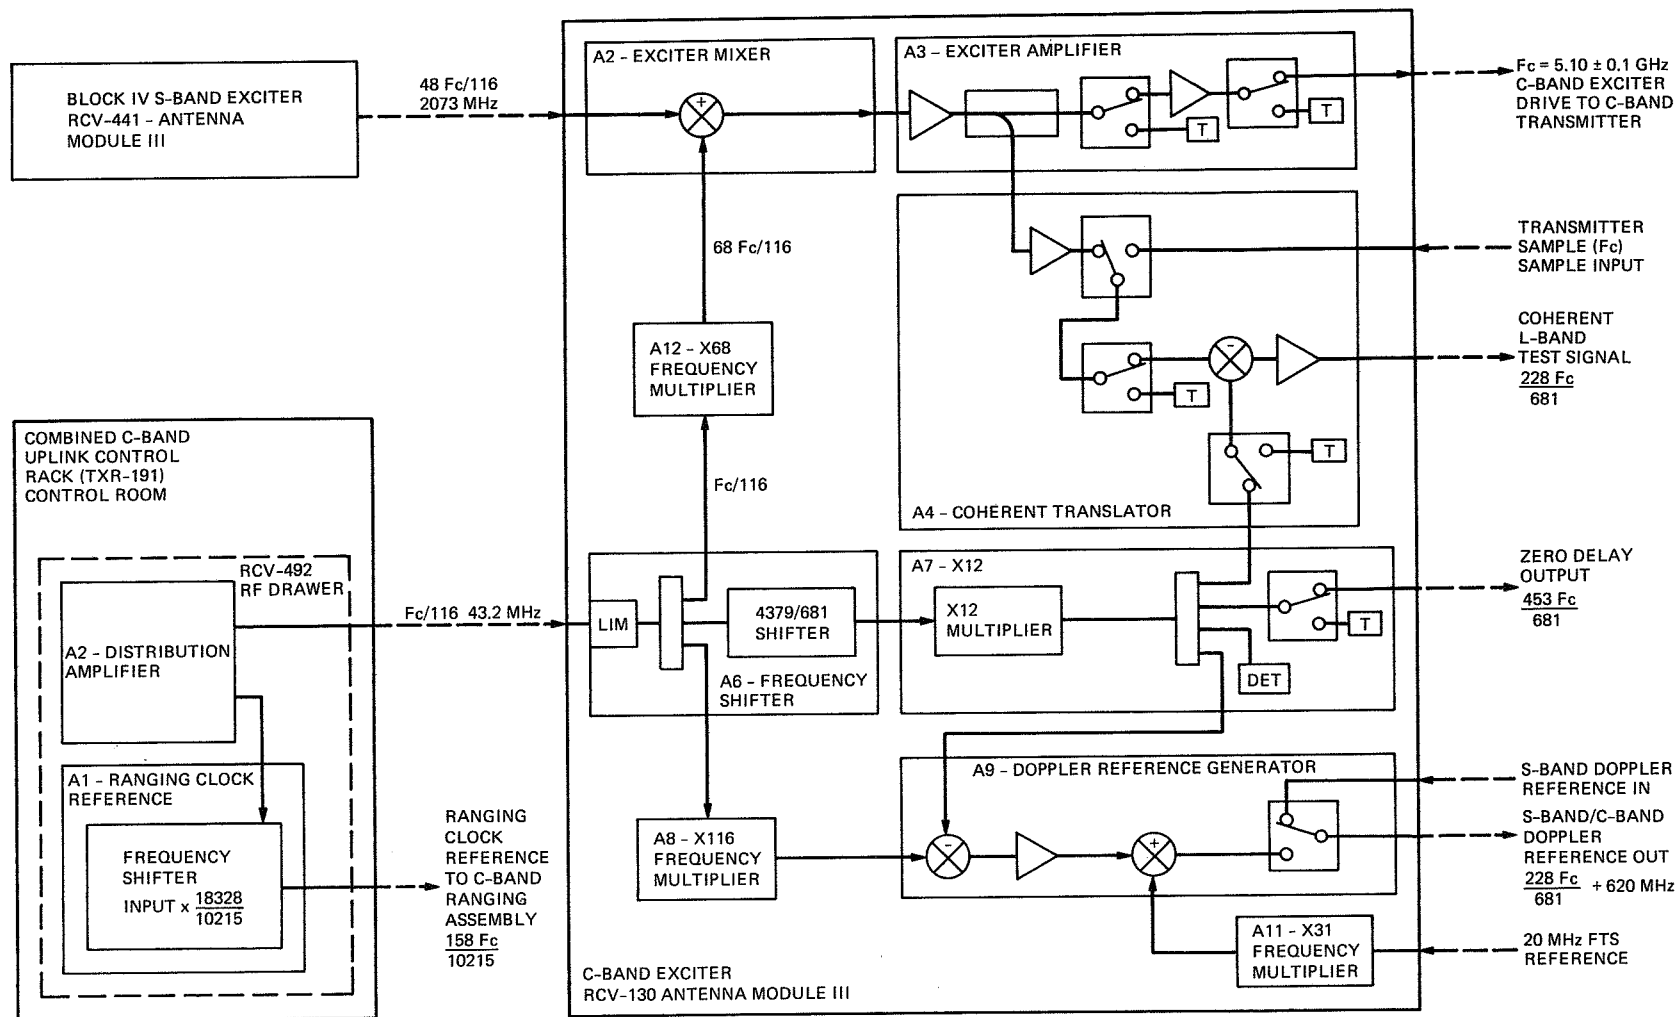 A2 – EXCITER MIXER
A3 – EXCITER AMPLIFIER
BLOCK IV S-BAND EXCITER
RCV-441 – ANTENNA
MODULE III
48 Fc/116
2073 MHz
+
T
T
Fc = 5.10 ± 0.1 GHz
C-BAND EXCITER
DRIVE TO C-BAND
TRANSMITTER
68 Fc/116
TRANSMITTER
SAMPLE (Fc)
SAMPLE INPUT
A12 – X68
FREQUENCY
MULTIPLIER
-
T
T
COHERENT
L-BAND
TEST SIGNAL
228 Fc
681
Fc/116
A4 – COHERENT TRANSLATOR
COMBINED C-BAND
UPLINK CONTROL
RACK (TXR-191)
CONTROL ROOM
RCV-492
RF DRAWER
A2 – DISTRIBUTION
AMPLIFIER
Fc/116 43.2 MHz
LIM
4379/681
SHIFTER
A6 – FREQUENCY
SHIFTER
A7 – X12
X12
MULTIPLIER
DET
T
ZERO DELAY
OUTPUT
453 Fc
681
A1 – RANGING CLOCK
REFERENCE
FREQUENCY
SHIFTER
INPUT x 18328
10215
RANGING
CLOCK
REFERENCE
TO C-BAND
RANGING
ASSEMBLY
158 Fc
10215
A8 – X116
FREQUENCY
MULTIPLIER
A9 – DOPPLER REFERENCE GENERATOR
-
+
S-BAND DOPPLER
REFERENCE IN
S-BAND/C-BAND
DOPPLER
REFERENCE OUT
228 Fc + 620 MHz
681
A11 – X31
FREQUENCY
MULTIPLIER
20 MHz FTS
REFERENCE
C-BAND EXCITER
RCV-130 ANTENNA MODULE III